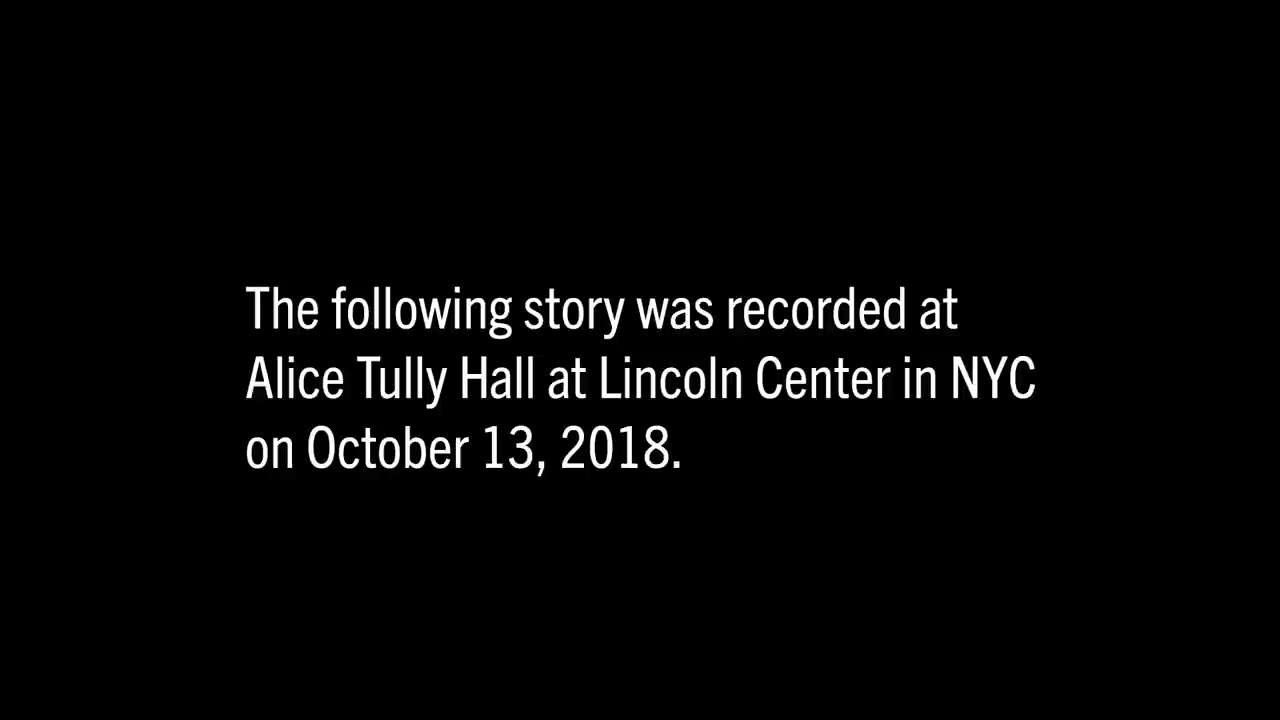 The following story was recorded at
Alice Tully Hall at Lincoln Center in NYC
on October 13, 2018.